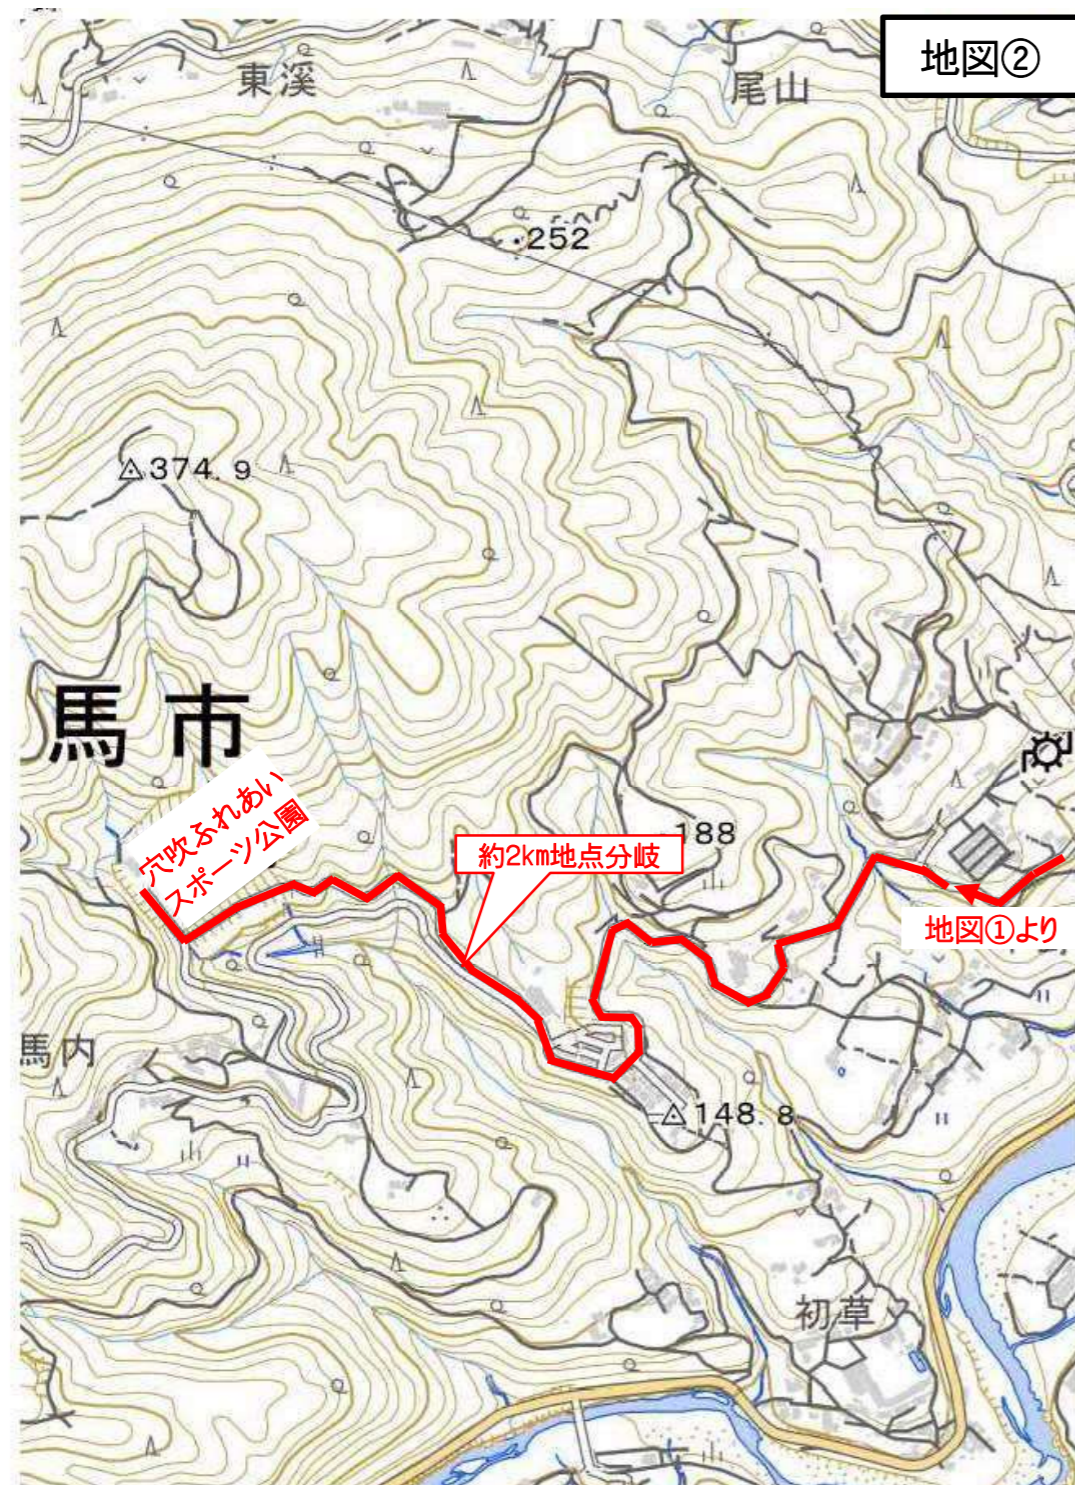 地図②
東溪
尾山
252
374.9
馬市
穴吹ふれあい
スポーツ公園
約2km地点分岐
188
地図①より
馬内
148.8
初草